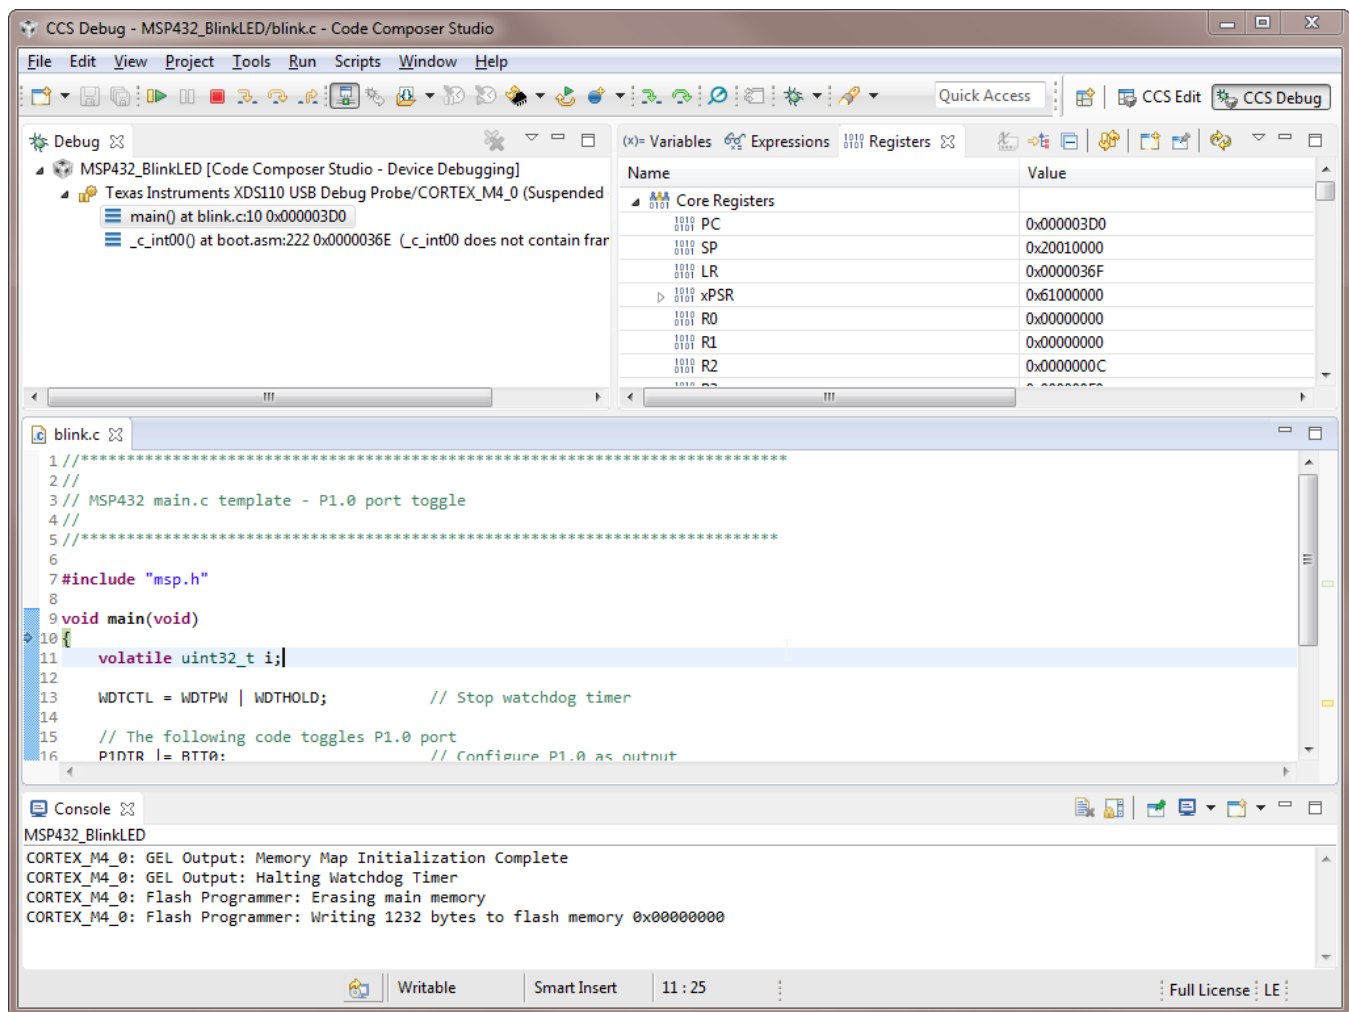 CCS Debug - MSP432_BlinkLED/blink.c - Code Composer Studio
File Edit View Project Tools Run Scripts Window Help
Quick Access CCS Edit CCS Debug
Debug
MSP432_BlinkLED [Code Composer Studio - Device Debugging]
Texas Instruments XDS110 USB Debug Probe/CORTEX_M4_0 (Suspended
main() at blink.c:10 0x000003D0
_c_int00() at boot.asm:222 0x0000036E (_c_int00 does not contain frar
(x)= Variables Expressions Registers
Name Value
Core Registers
PC 0x000003D0
SP 0x20010000
LR 0x0000036F
xPSR 0x61000000
R0 0x00000000
R1 0x00000000
R2 0x0000000C
blink.c
1 //*****************************************************************************
2 //
3 // MSP432 main.c template - P1.0 port toggle
4 //
5 //****************************************************************************
6
7 #include "msp.h"
8
9 void main(void)
10 {
11 volatile uint32_t i;
12
13 WDTCTL = WDTPW | WDTHOLD; // Stop watchdog timer
14
15 // The following code toggles P1.0 port
16 P1DIR |= BIT0; // Configure P1.0 as output
Console
MSP432_BlinkLED
CORTEX_M4_0: GEL Output: Memory Map Initialization Complete
CORTEX_M4_0: GEL Output: Halting Watchdog Timer
CORTEX_M4_0: Flash Programmer: Erasing main memory
CORTEX_M4_0: Flash Programmer: Writing 1232 bytes to flash memory 0x00000000
Writable Smart Insert 11 : 25 Full License LE